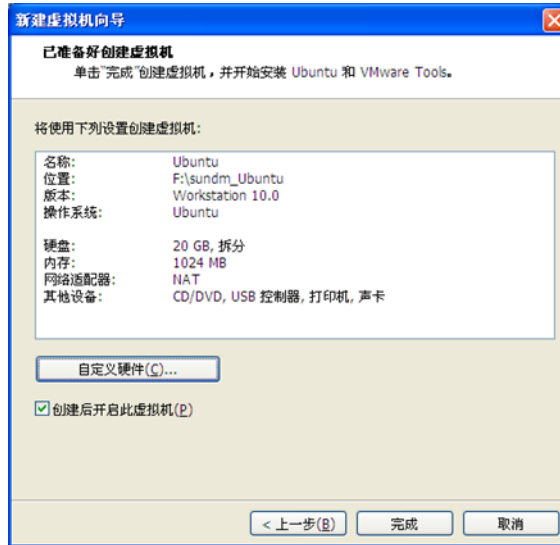 新建虚拟机向导
已准备好创建虚拟机
单击"完成"创建虚拟机，并开始安装 Ubuntu 和 VMware Tools。
将使用下列设置创建虚拟机:
名称: Ubuntu
位置: F:\sundm_Ubuntu
版本: Workstation 10.0
操作系统: Ubuntu
硬盘: 20 GB, 拆分
内存: 1024 MB
网络适配器: NAT
其他设备: CD/DVD, USB 控制器, 打印机, 声卡
自定义硬件(C)...
创建后开启此虚拟机(P)
< 上一步(B) 完成 取消